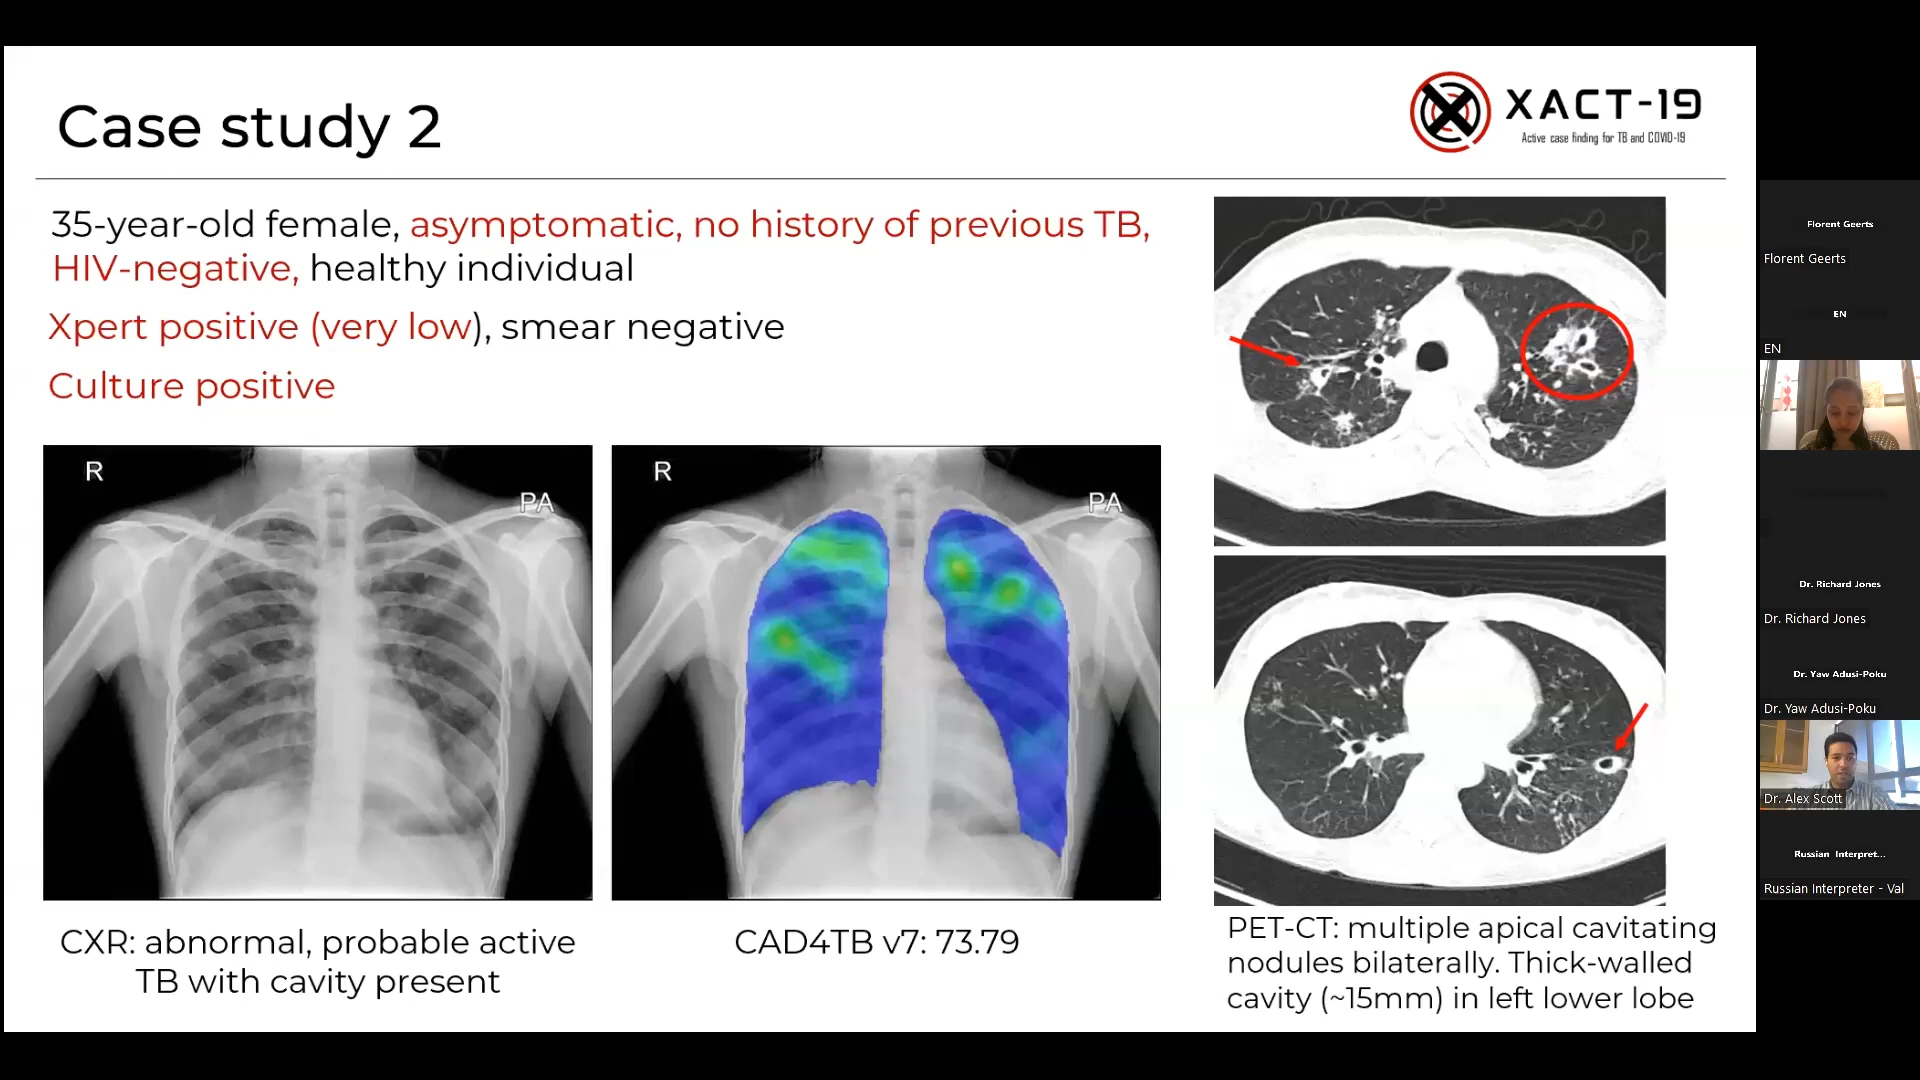 Case study 2
XACT-19
Active case finding for TB and COVID-19
35-year-old female, asymptomatic, no history of previous TB,
HIV-negative, healthy individual
Xpert positive (very low), smear negative
Culture positive
R
PA
R
PA
CXR: abnormal, probable active
TB with cavity present
CAD4TB v7: 73.79
PET-CT: multiple apical cavitating
nodules bilaterally. Thick-walled
cavity (~15mm) in left lower lobe
Florent Geerts
Florent Geerts
EN
EN
Dr. Richard Jones
Dr. Richard Jones
Dr. Yaw Adusi-Poku
Dr. Yaw Adusi-Poku
Dr. Alex Scott
Russian Interpret...
Russian Interpreter - Val